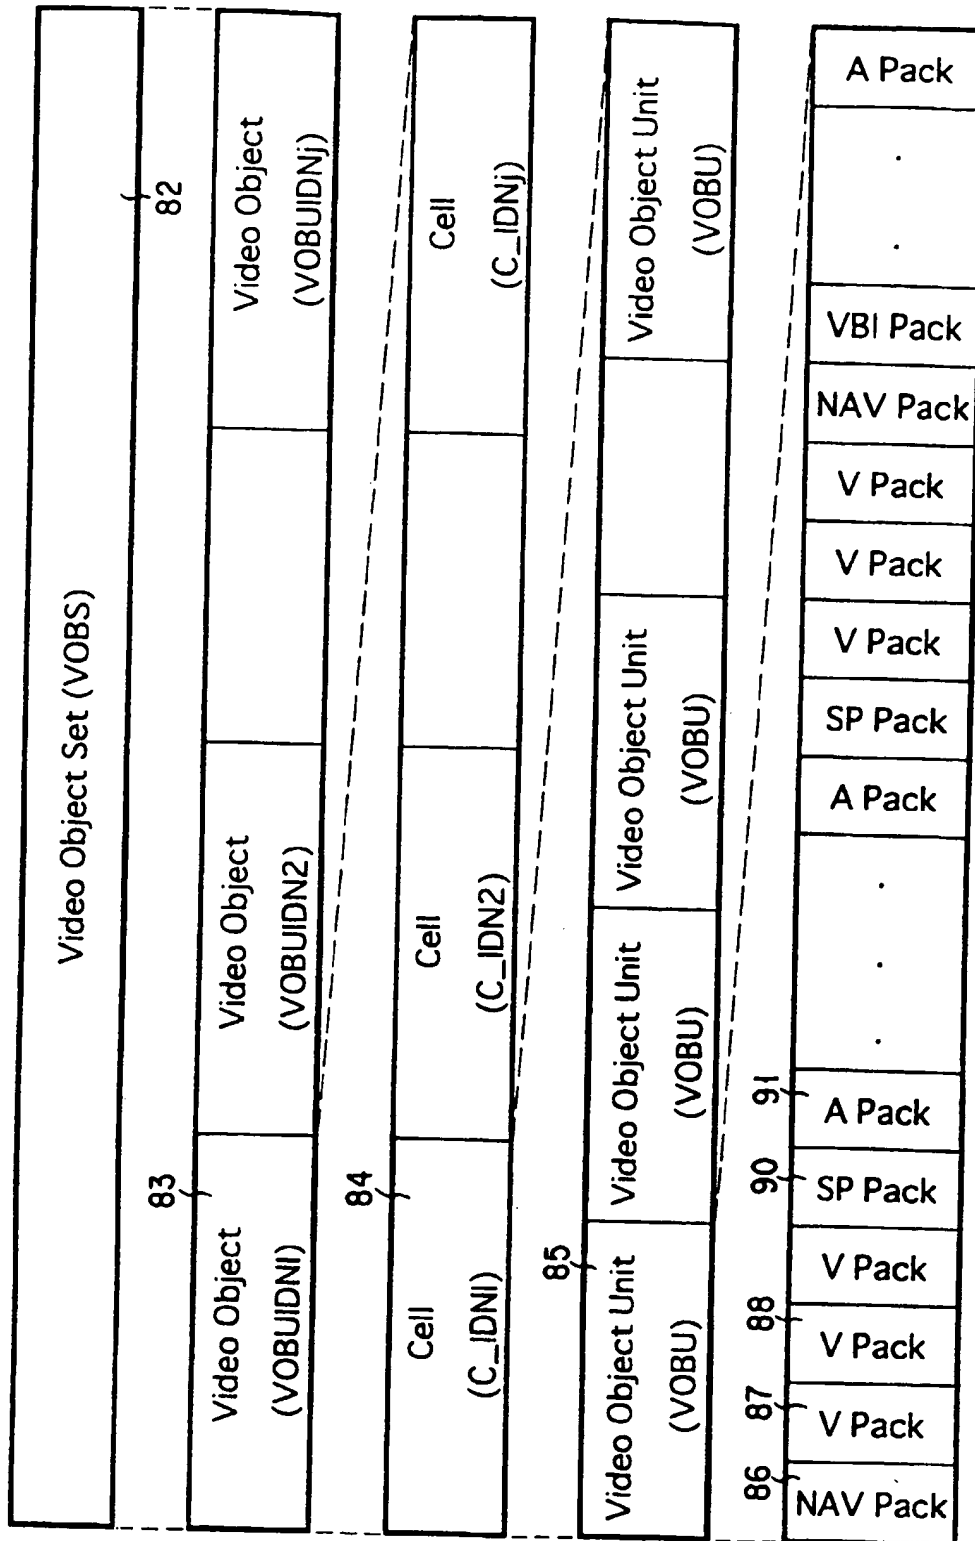 Video Object Set (VOBS)
82
83
Video Object
(VOBUIDN1)
Video Object
(VOBUIDN2)
Video Object
(VOBUIDNj)
84
Cell
(C_IDN1)
Cell
(C_IDN2)
Cell
(C_IDNj)
85
Video Object Unit
(VOBU)
Video Object Unit
(VOBU)
Video Object Unit
(VOBU)
Video Object Unit
(VOBU)
86
87
88
90
91
A Pack
VBI Pack
NAV Pack
V Pack
V Pack
V Pack
SP Pack
A Pack
A Pack
SP Pack
V Pack
V Pack
V Pack
NAV Pack